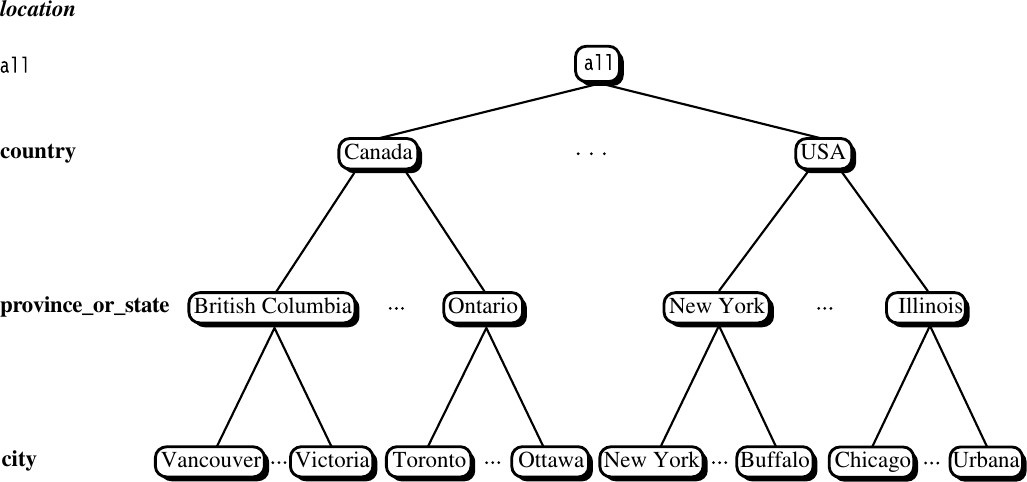 location
all all
country Canada . . . USA
province_or_state British Columbia ... Ontario New York ... Illinois
city Vancouver ... Victoria Toronto ... Ottawa New York ... Buffalo Chicago ... Urbana